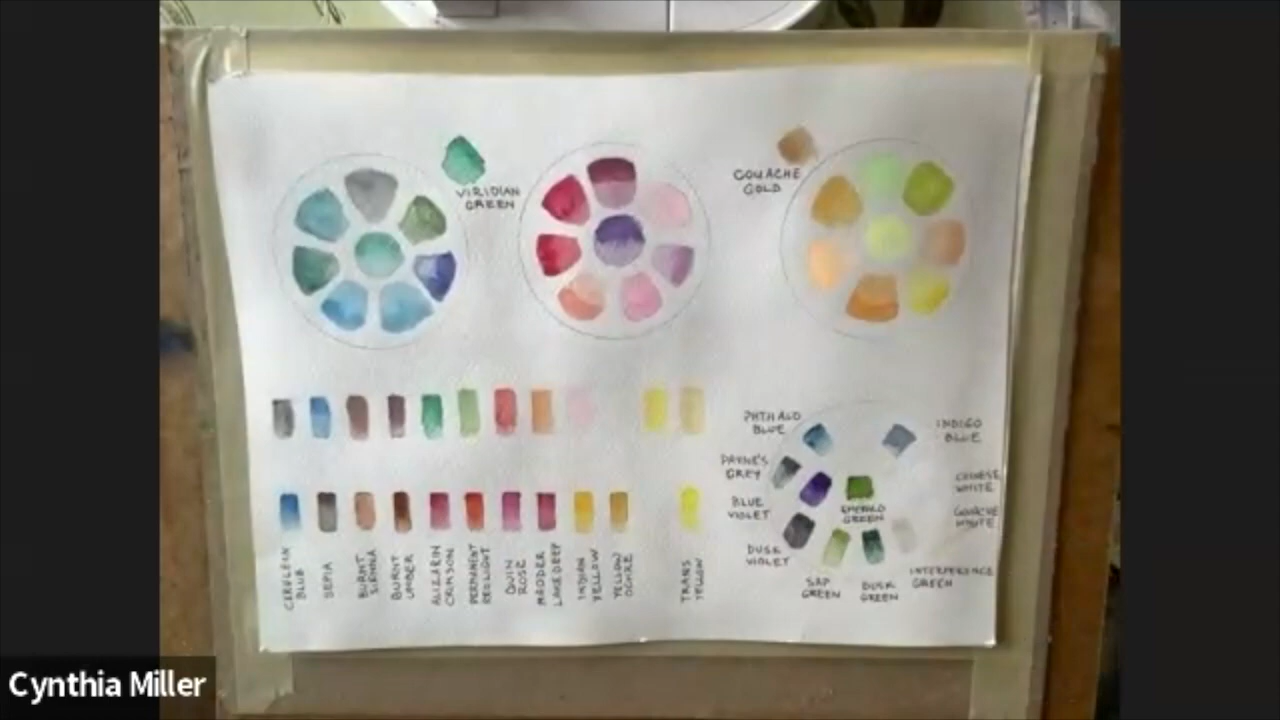 VIRIDIAN
GREEN
GOUACHE
GOLD
PHTHALO
BLUE
INDIGO
BLUE
PAYNE'S
GREY
CHINESE
WHITE
BLUE
VIOLET
EMERALD
GREEN
GOUACHE
WHITE
DUSK
VIOLET
SAP
GREEN
DUSK
GREEN
INTERFERENCE
GREEN
CERULEIN
BLUE
SEPIA
BURNT
SIENNA
BURNT
UMBER
ALIZARIN
CRIMSON
PERMANENT
RED LIGHT
QUIN
ROSE
MADDER
LAKE DEEP
INDIAN
YELLOW
YELLOW
OCHRE
TRANS
YELLOW
Cynthia Miller